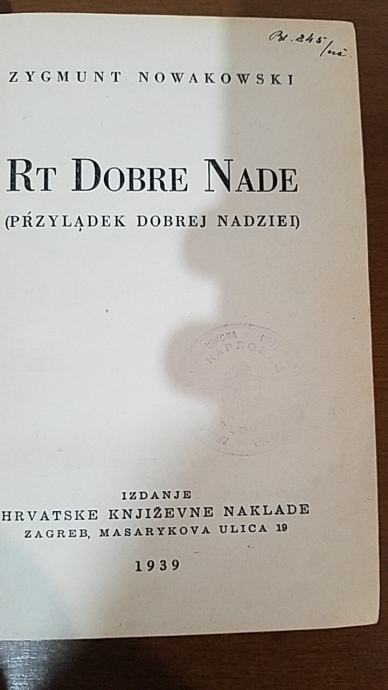 ZYGMUNT NOWAKOWSKI
RT DOBRE NADE
(PŔZYLĄDEK DOBREJ NADZIEI)
IZDANJE
HRVATSKE KNJIŽEVNE NAKLADE
ZAGREB, MASARYKOVA ULICA 19
1939